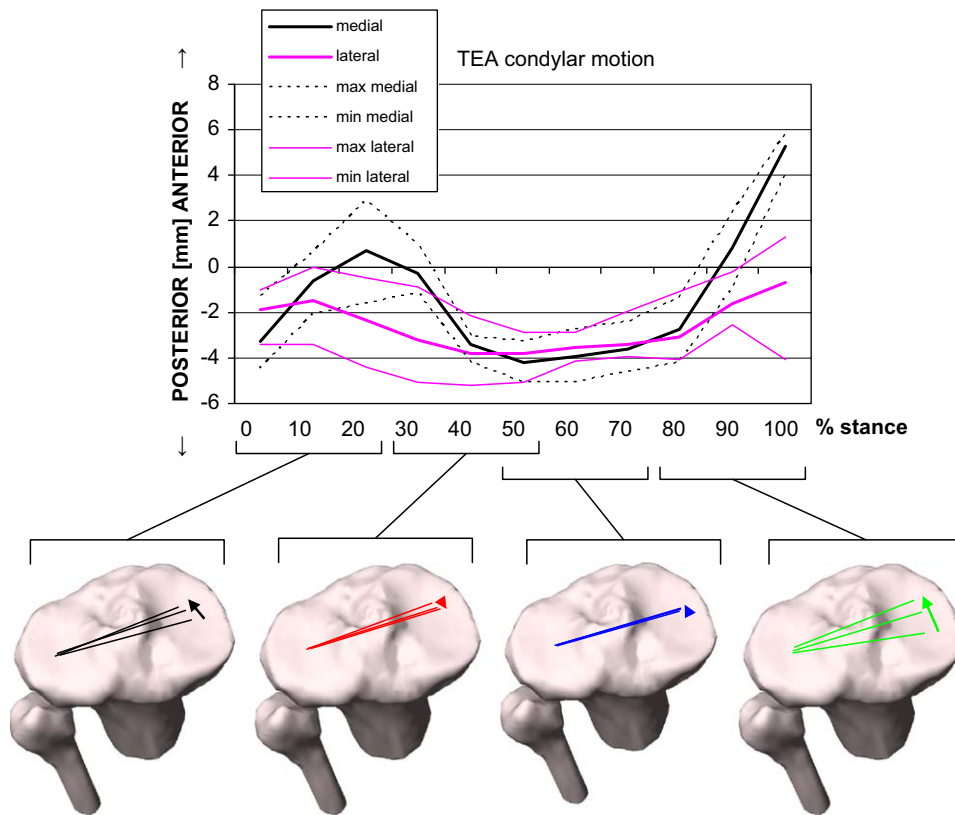 medial
lateral
max medial
min medial
max lateral
min lateral
TEA condylar motion
POSTERIOR [mm] ANTERIOR
← →
8
6
4
2
0
-2
-4
-6
0 10 20 30 40 50 60 70 80 90 100 % stance